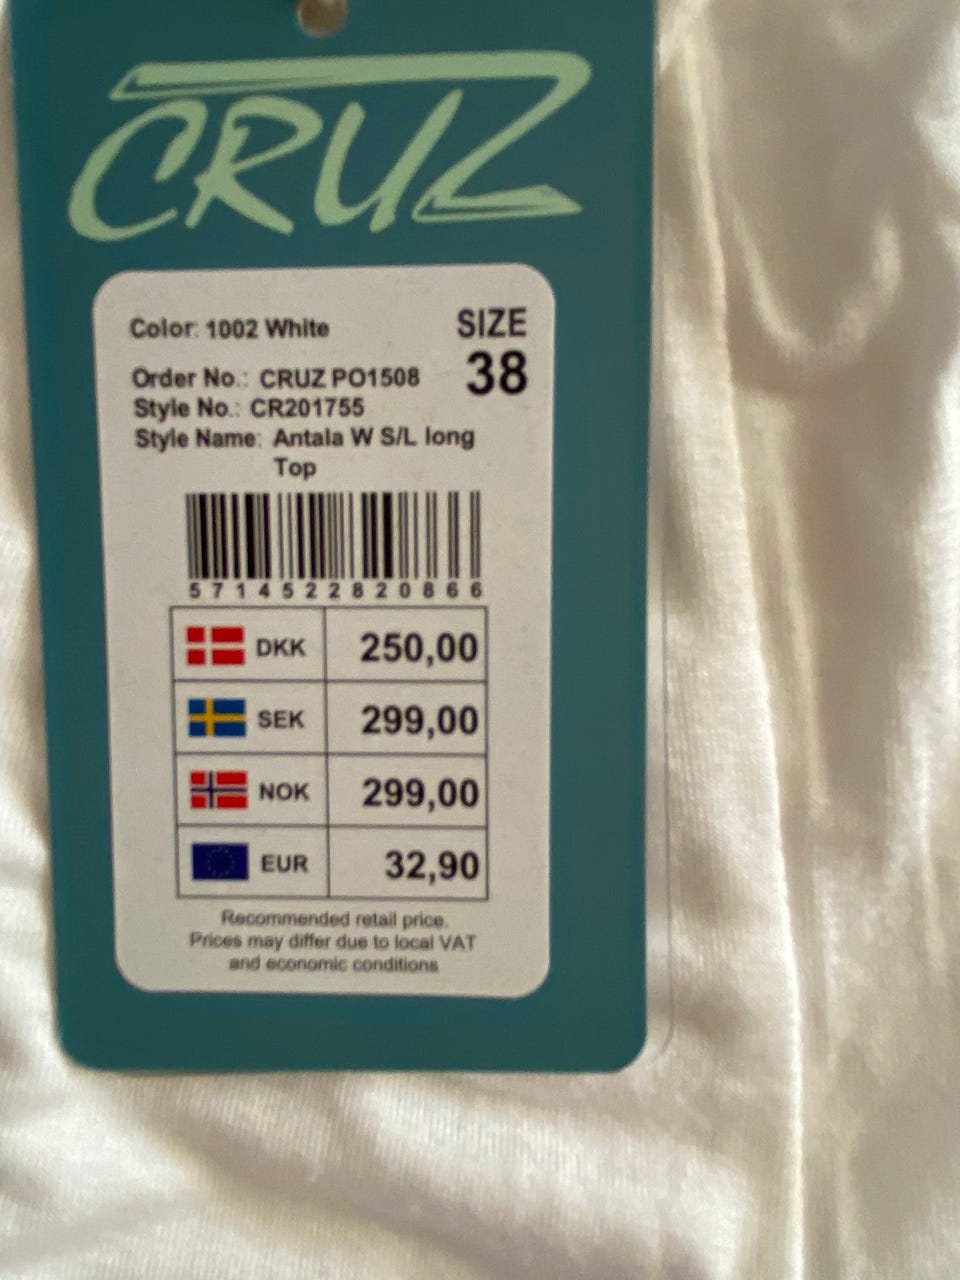 CRUZ
Color: 1002 White
SIZE
38
Order No.: CRUZ PO1508
Style No.: CR201755
Style Name: Antala W S/L long
Top
5714522820866
DKK 250,00
SEK 299,00
NOK 299,00
EUR 32,90
Recommended retail price.
Prices may differ due to local VAT
and economic conditions